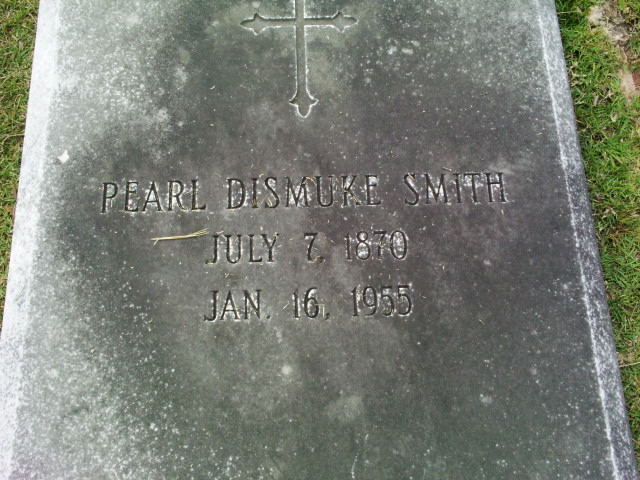 PEARL DISMUKE SMITH
JULY 7, 1870
JAN. 16, 1955